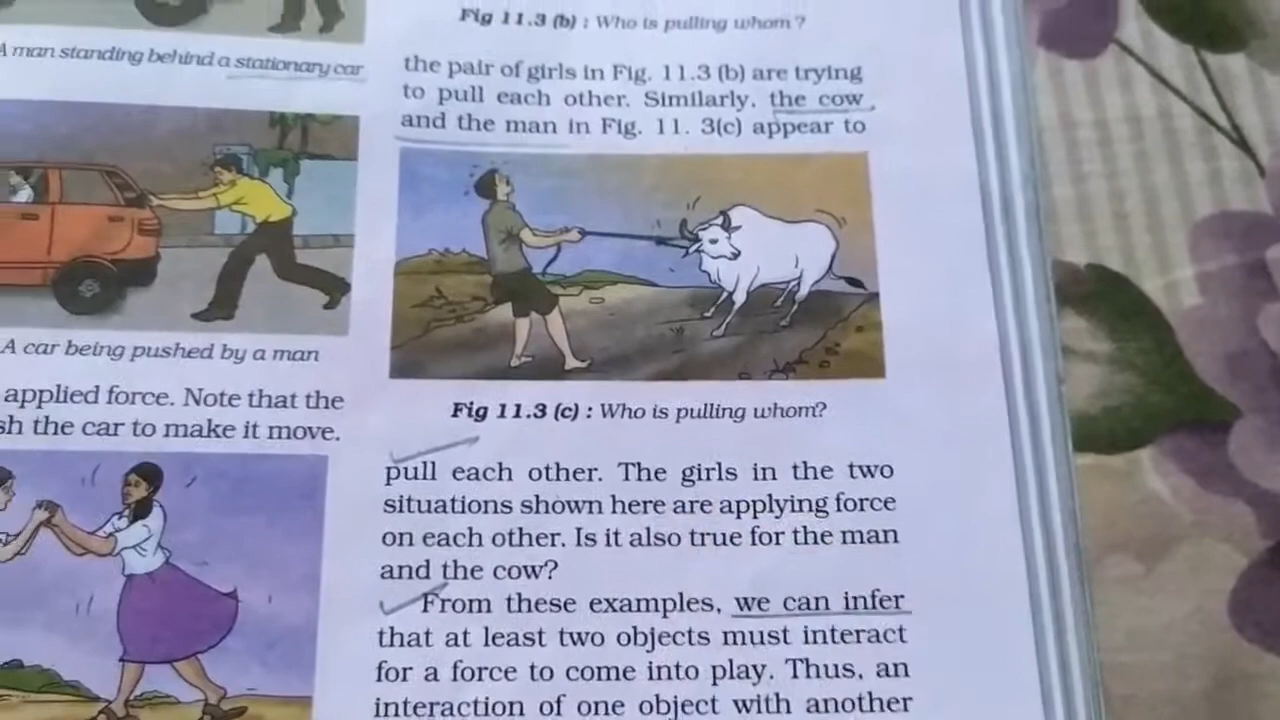 A man standing behind a stationary car
A car being pushed by a man
applied force. Note that the
the car to make it move.
Fig 11.3 (b) : Who is pulling whom?
the pair of girls in Fig. 11.3 (b) are trying
to pull each other. Similarly, the cow
and the man in Fig. 11. 3(c) appear to
Fig 11.3 (c) : Who is pulling whom?
pull each other. The girls in the two
situations shown here are applying force
on each other. Is it also true for the man
and the cow?
From these examples, we can infer
that at least two objects must interact
for a force to come into play. Thus, an
interaction of one object with another